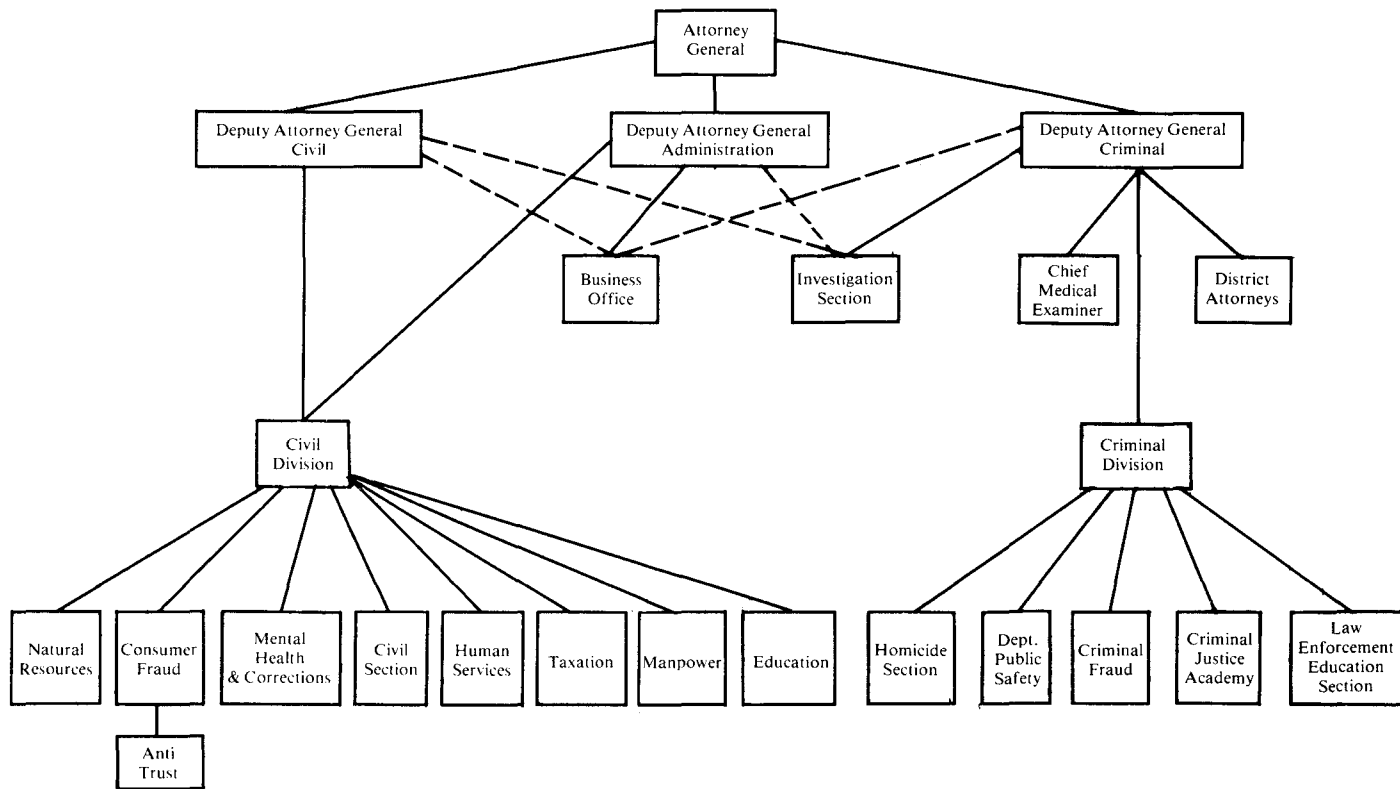 Attorney
General
Deputy Attorney General
Civil
Deputy Attorney General
Administration
Deputy Attorney General
Criminal
Business
Office
Investigation
Section
Chief
Medical
Examiner
District
Attorneys
Civil
Division
Criminal
Division
Natural
Resources
Consumer
Fraud
Mental
Health
& Corrections
Civil
Section
Human
Services
Taxation
Manpower
Education
Homicide
Section
Dept.
Public
Safety
Criminal
Fraud
Criminal
Justice
Academy
Law
Enforcement
Education
Section
Anti
Trust